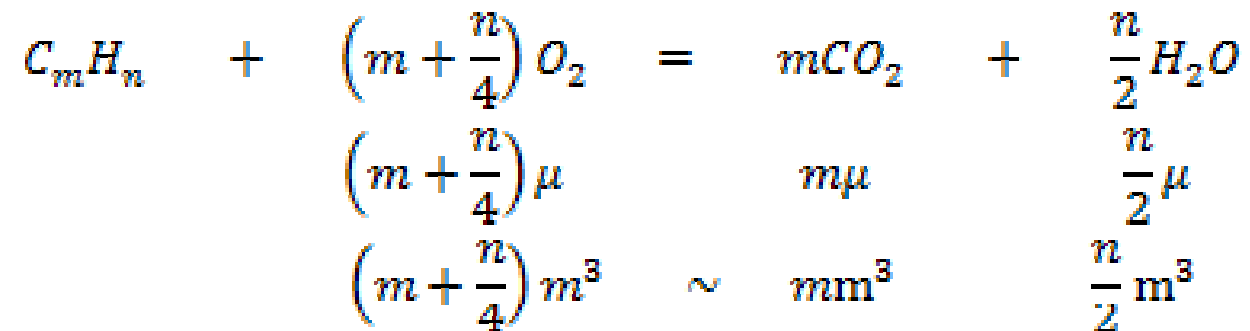 CₘHₙ + (m + n/4) O₂ = mCO₂ + n/2 H₂O
(m + n/4) μ mμ n/2 μ
(m + n/4) m³ ~ mm³ n/2 m³